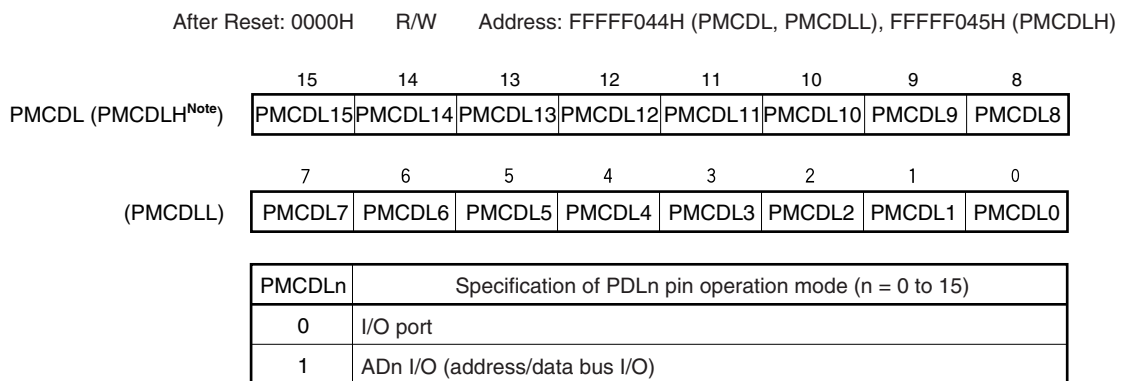 After Reset: 0000H R/W Address: FFFFF044H (PMCDL, PMCDLL), FFFFF045H (PMCDLH)
15 14 13 12 11 10 9 8
PMCDL (PMCDLHNote) PMCDL15 PMCDL14 PMCDL13 PMCDL12 PMCDL11 PMCDL10 PMCDL9 PMCDL8
7 6 5 4 3 2 1 0
(PMCDLL) PMCDL7 PMCDL6 PMCDL5 PMCDL4 PMCDL3 PMCDL2 PMCDL1 PMCDL0
PMCDLn Specification of PDLn pin operation mode (n = 0 to 15)
0 I/O port
1 ADn I/O (address/data bus I/O)